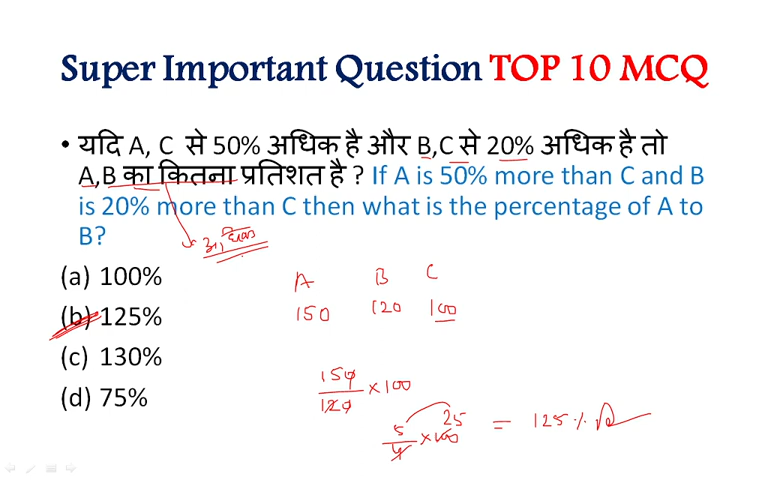 Super Important Question TOP 10 MCQ
• यदि A, C से 50% अधिक है और B,C से 20% अधिक है तो
A,B का कितना प्रतिशत है ? If A is 50% more than C and B
is 20% more than C then what is the percentage of A to
B?
(a) 100%
(b) 125%
(c) 130%
(d) 75%
A B C
150 120 100
150/120 × 100
5/4 × 100 25 = 125%